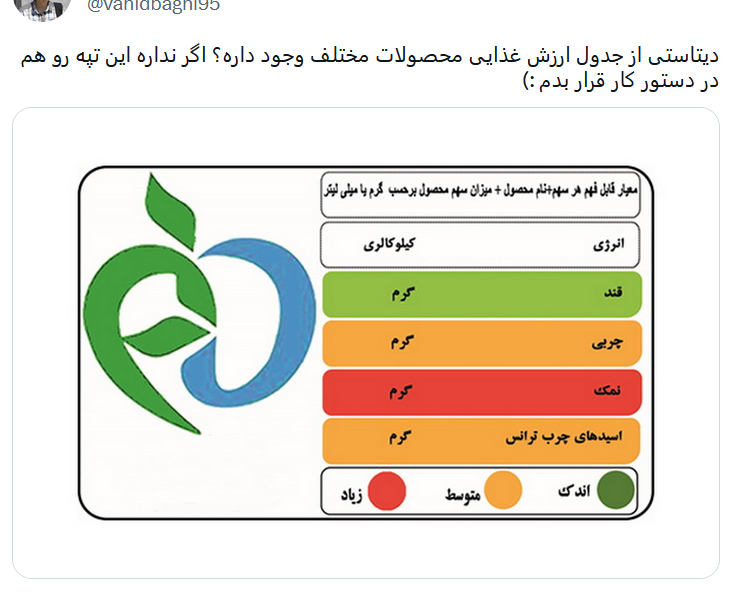 @vahidbaghi95
دیتاستی از جدول ارزش غذایی محصولات مختلف وجود داره؟ اگر نداره این تپه رو هم
در دستور کار قرار بدم :)
معیار قابل فهم هر سهم+نام محصول + میزان سهم محصول برحسب گرم یا میلی لیتر
انرژی کیلوکالری
قند گرم
چربی گرم
نمک گرم
اسیدهای چرب ترانس گرم
اندک متوسط زیاد